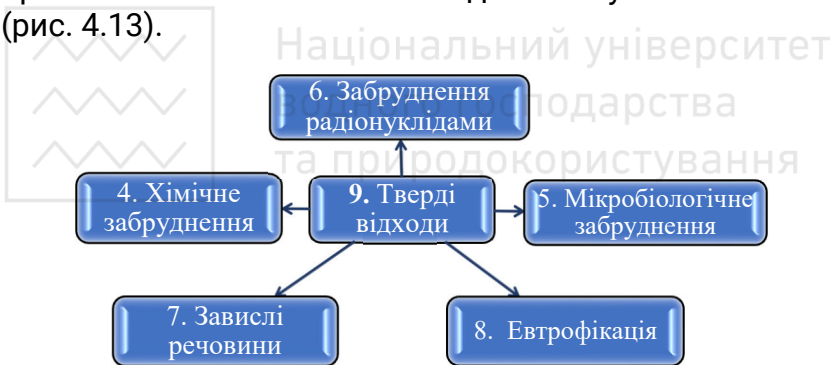 (рис. 4.13).
Національний університет
водного господарства
та природокористування
6. Забруднення
радіонуклідами
4. Хімічне
забруднення
9. Тверді
відходи
5. Мікробіологічне
забруднення
7. Завислі
речовини
8. Евтрофікація